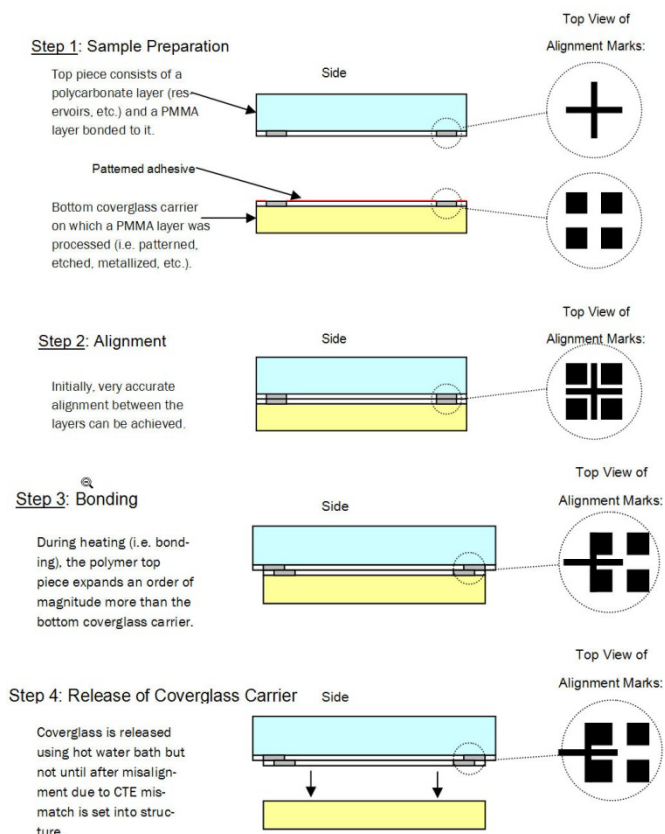 Top View of
Step 1: Sample Preparation
Alignment Marks:
Top piece consists of a
polycarbonate layer (res-
ervoirs, etc.) and a PMMA
layer bonded to it.
Side
Patterned adhesive
Bottom coverglass carrier
on which a PMMA layer was
processed (i.e. patterned,
etched, metallized, etc.).
Top View of
Step 2: Alignment
Side
Alignment Marks:
Initially, very accurate
alignment between the
layers can be achieved.
Top View of
Step 3: Bonding
Side
Alignment Marks:
During heating (i.e. bond-
ing), the polymer top
piece expands an order of
magnitude more than the
bottom coverglass carrier.
Top View of
Step 4: Release of Coverglass Carrier
Side
Alignment Marks:
Coverglass is released
using hot water bath but
not until after misalign-
ment due to CTE mis-
match is set into struc-
ture